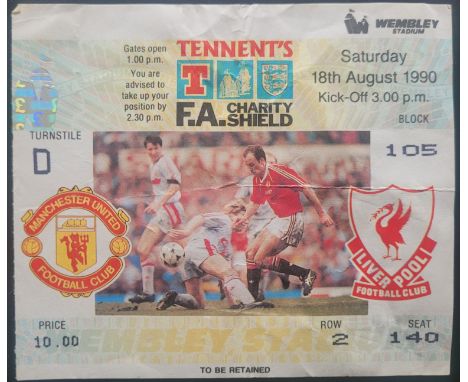 WEMBLEY
STADIUM
Gates open
1.00 p.m.
You are
advised to
take up your
position by
2.30 p.m.
TENNENT'S
T
F.A. CHARITY
SHIELD
Saturday
18th August 1990
Kick-Off 3.00 p.m.
TURNSTILE
BLOCK
D
105
MANCHESTER UNITED
FOOTBALL CLUB
LIVERPOOL
FOOTBALL CLUB
PRICE
ROW
SEAT
10.00
WEMBLEY STADIUM
2
140
TO BE RETAINED